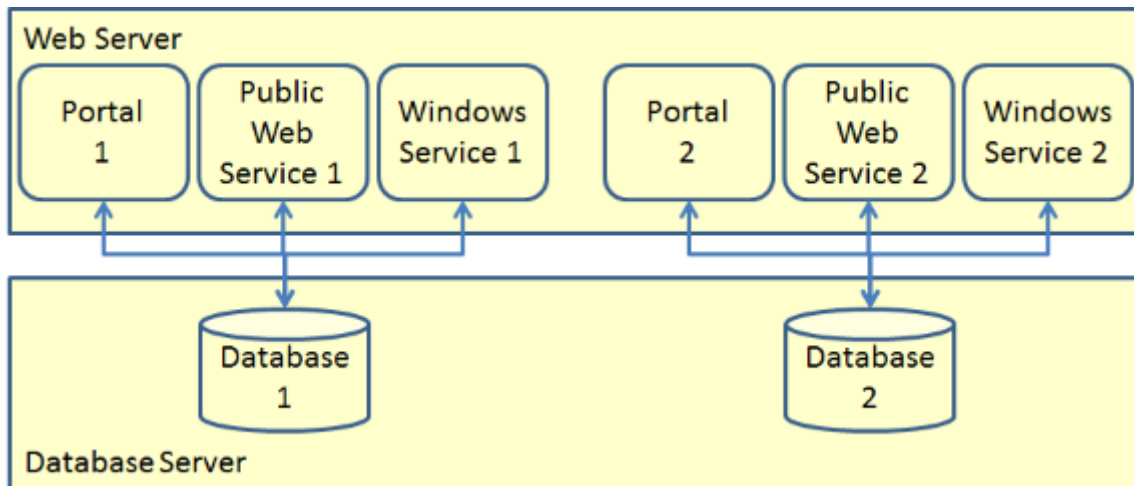 Web Server
Portal
1
Public
Web
Service 1
Windows
Service 1
Portal
2
Public
Web
Service 2
Windows
Service 2
Database
1
Database
2
Database Server